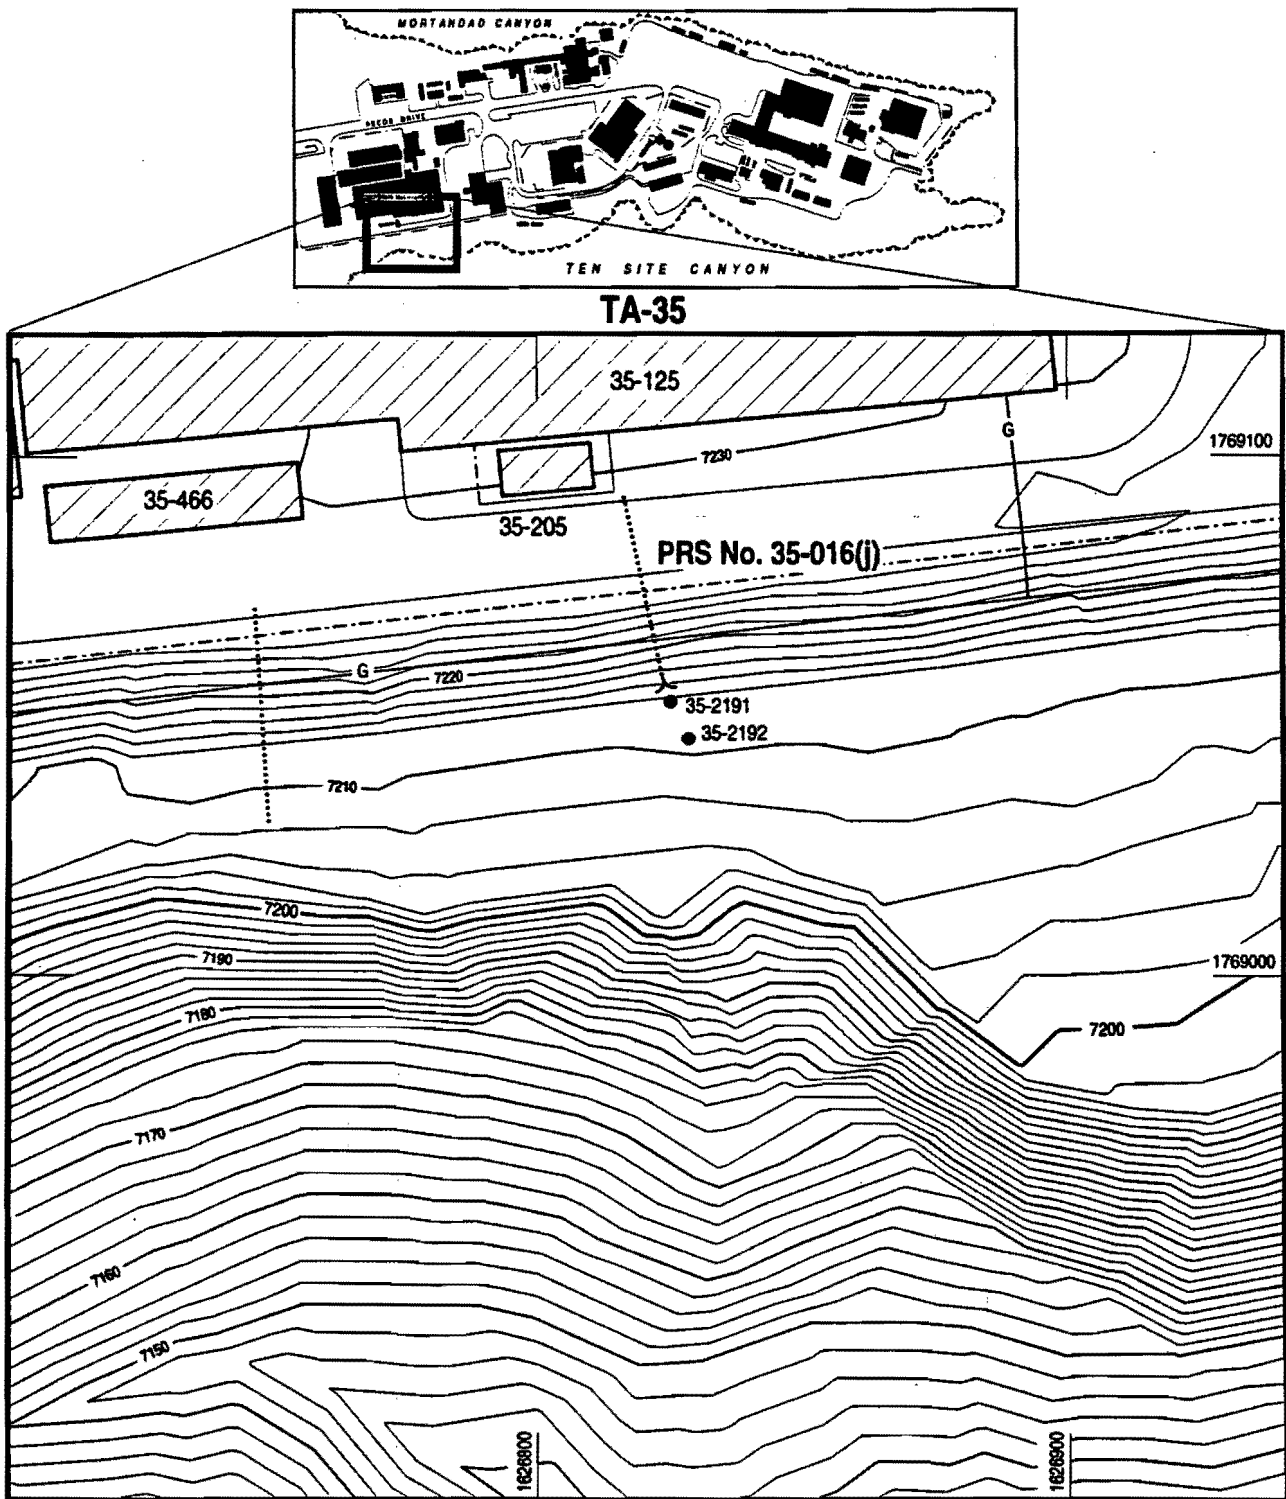 MORTANDAD CANYON
PECOS DRIVE
TEN SITE CANYON
TA-35
35-125
G
1769100
7230
35-466
35-205
PRS No. 35-016(j)
G
7220
35-2191
35-2192
7210
7200
7190
1769000
7180
7200
7170
7160
7150
1626800
1626900